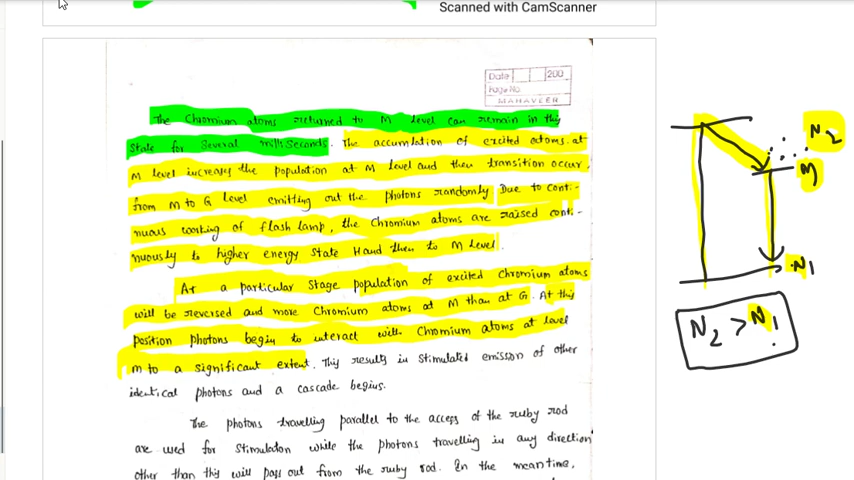 Scanned with CamScanner
Date 200
Page No.
MAHAVEER
The Chromium atoms returned to M level can remain in this
State for Several milliSeconds. The accumlation of excited atoms at
M level increases the population at M level and then transition occur
from M to G level emitting out the photons randomly. Due to conti-
nuous working of flash lamp, the Chromium atoms are raised conti-
nuously to higher energy State H and then to M level.
At a particular Stage population of excited Chromium atoms
will be reversed and more Chromium atoms at M than at G. At this
position photons begin to interact with Chromium atoms at level
M to a significant extent. This results in stimulated emission of other
identical photons and a cascade begins.
The photons travelling parallel to the access of the ruby rod
are used for Stimulation while the photons travelling in any direction
other than this will pass out from the ruby rod. In the meantime,
N2
M
N1
N2 > N1